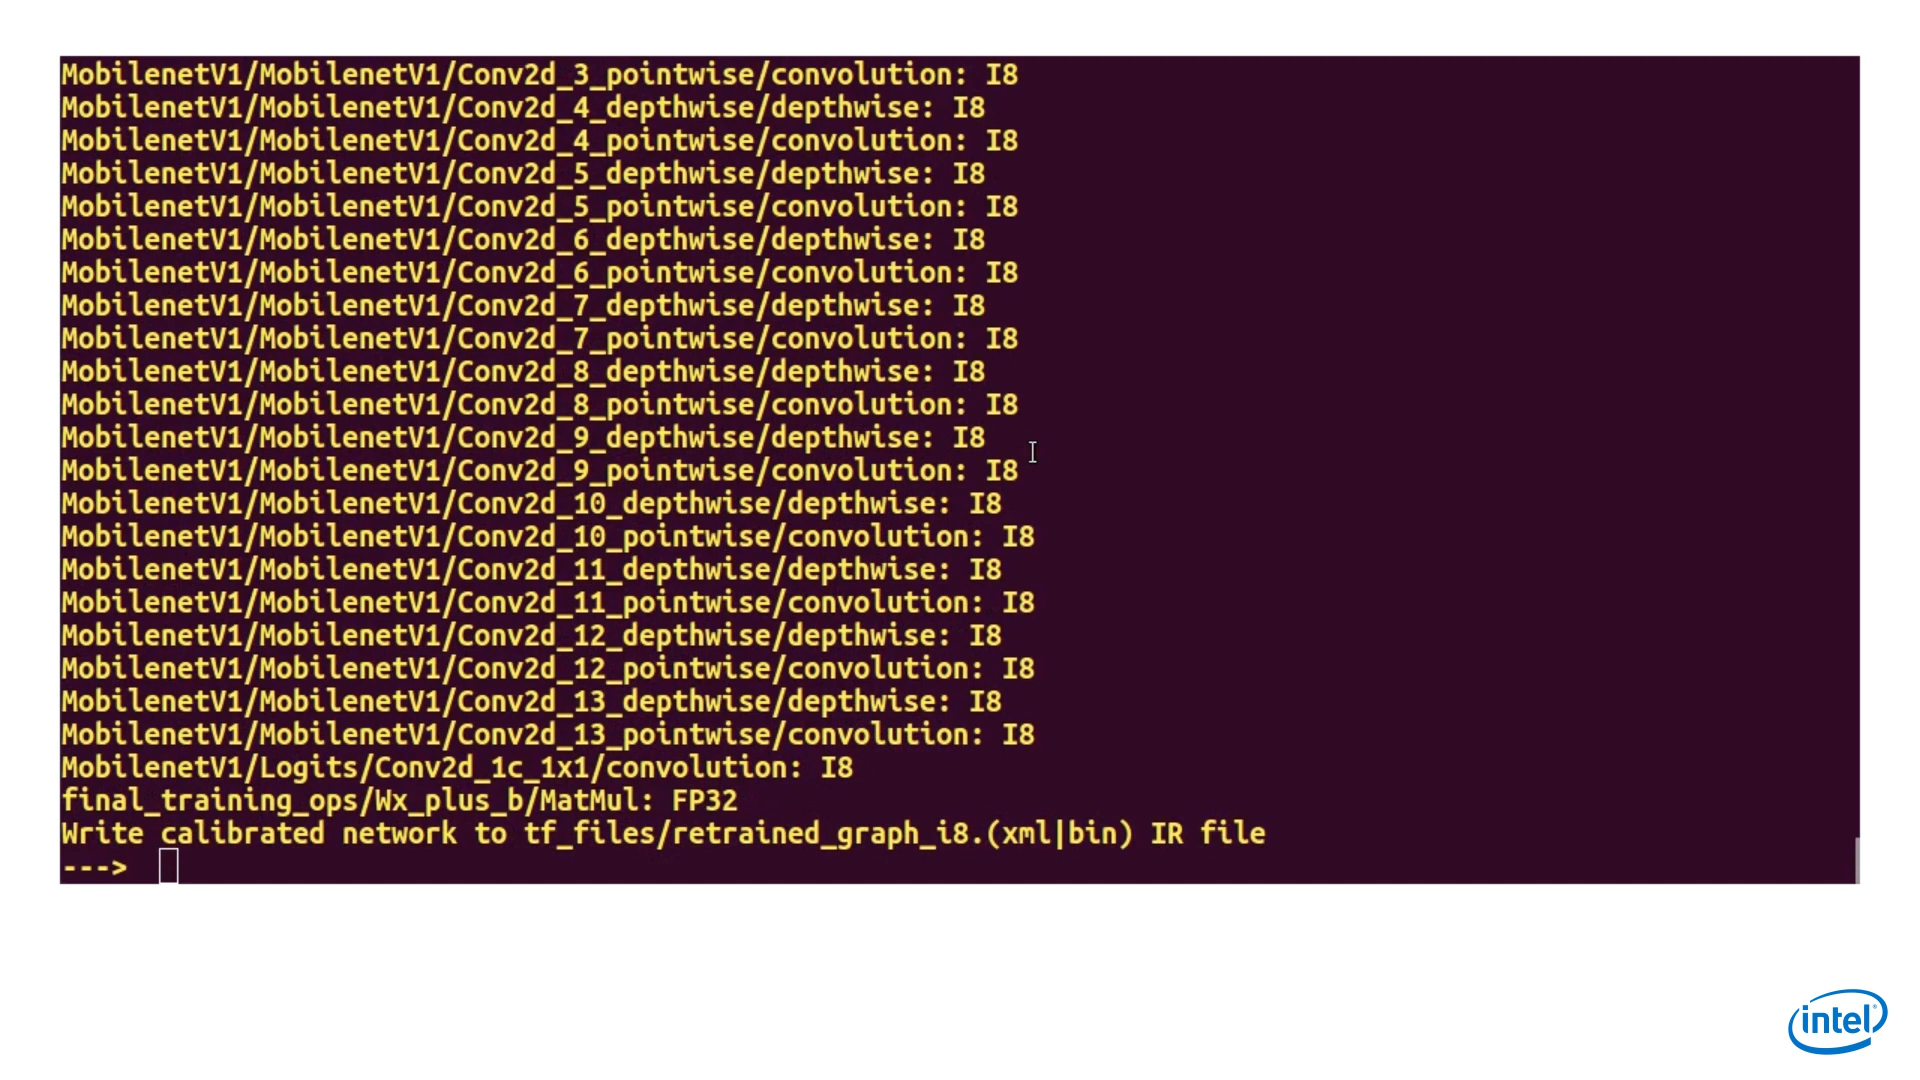 MobilenetV1/MobilenetV1/Conv2d_3_pointwise/convolution: I8
MobilenetV1/MobilenetV1/Conv2d_4_depthwise/depthwise: I8
MobilenetV1/MobilenetV1/Conv2d_4_pointwise/convolution: I8
MobilenetV1/MobilenetV1/Conv2d_5_depthwise/depthwise: I8
MobilenetV1/MobilenetV1/Conv2d_5_pointwise/convolution: I8
MobilenetV1/MobilenetV1/Conv2d_6_depthwise/depthwise: I8
MobilenetV1/MobilenetV1/Conv2d_6_pointwise/convolution: I8
MobilenetV1/MobilenetV1/Conv2d_7_depthwise/depthwise: I8
MobilenetV1/MobilenetV1/Conv2d_7_pointwise/convolution: I8
MobilenetV1/MobilenetV1/Conv2d_8_depthwise/depthwise: I8
MobilenetV1/MobilenetV1/Conv2d_8_pointwise/convolution: I8
MobilenetV1/MobilenetV1/Conv2d_9_depthwise/depthwise: I8
MobilenetV1/MobilenetV1/Conv2d_9_pointwise/convolution: I8
MobilenetV1/MobilenetV1/Conv2d_10_depthwise/depthwise: I8
MobilenetV1/MobilenetV1/Conv2d_10_pointwise/convolution: I8
MobilenetV1/MobilenetV1/Conv2d_11_depthwise/depthwise: I8
MobilenetV1/MobilenetV1/Conv2d_11_pointwise/convolution: I8
MobilenetV1/MobilenetV1/Conv2d_12_depthwise/depthwise: I8
MobilenetV1/MobilenetV1/Conv2d_12_pointwise/convolution: I8
MobilenetV1/MobilenetV1/Conv2d_13_depthwise/depthwise: I8
MobilenetV1/MobilenetV1/Conv2d_13_pointwise/convolution: I8
MobilenetV1/Logits/Conv2d_1c_1x1/convolution: I8
final_training_ops/Wx_plus_b/MatMul: FP32
Write calibrated network to tf_files/retrained_graph_i8.(xml|bin) IR file
--->
intel